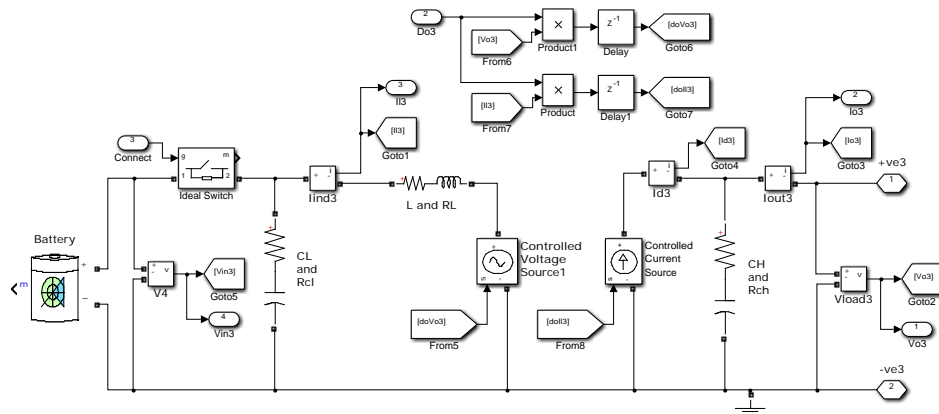 2
Do3
[Vo3]
From6
×
Product1
Z-1
Delay
[doVo3]
Goto6
[Il3]
From7
×
Product
Z-1
Delay1
[doIl3]
Goto7
3
Il3
[Il3]
Goto1
3
Connect
g m
1 2
Ideal Switch
+ i
-
Iind3
L and RL
[Id3]
Goto4
+ i
-
Id3
2
Io3
[Io3]
Goto3
+ i
-
Iout3
+ve3
1
Battery
m
+
–
+
-
v
V4
[Vin3]
Goto5
4
Vin3
+
CL
and
Rcl
+
s
-
Controlled
Voltage
Source1
[doVo3]
From5
s
-
Controlled
Current
Source
[doIl3]
From8
+
CH
and
Rch
+
-
v
Vload3
[Vo3]
Goto2
1
Vo3
-ve3
2